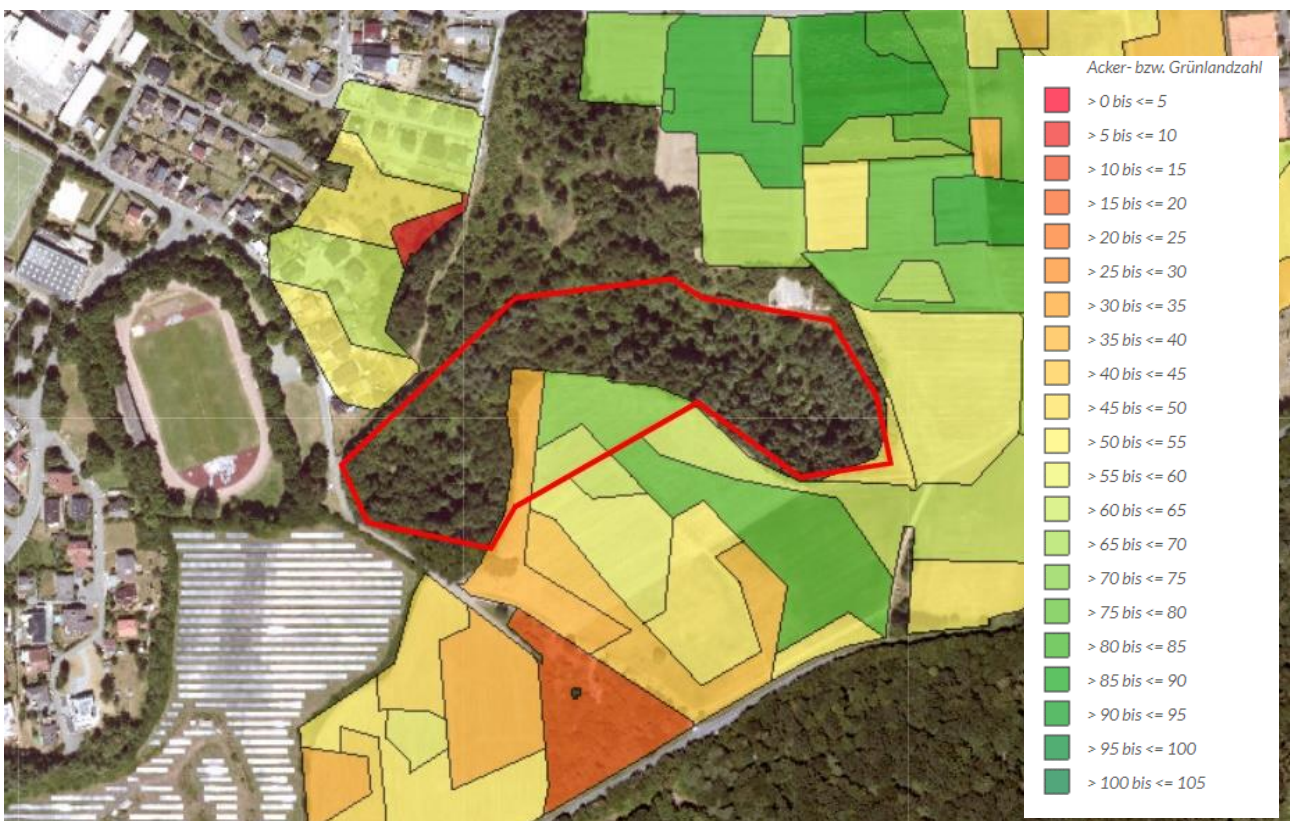 Acker- bzw. Grünlandzahl
> 0 bis <= 5
> 5 bis <= 10
> 10 bis <= 15
> 15 bis <= 20
> 20 bis <= 25
> 25 bis <= 30
> 30 bis <= 35
> 35 bis <= 40
> 40 bis <= 45
> 45 bis <= 50
> 50 bis <= 55
> 55 bis <= 60
> 60 bis <= 65
> 65 bis <= 70
> 70 bis <= 75
> 75 bis <= 80
> 80 bis <= 85
> 85 bis <= 90
> 90 bis <= 95
> 95 bis <= 100
> 100 bis <= 105